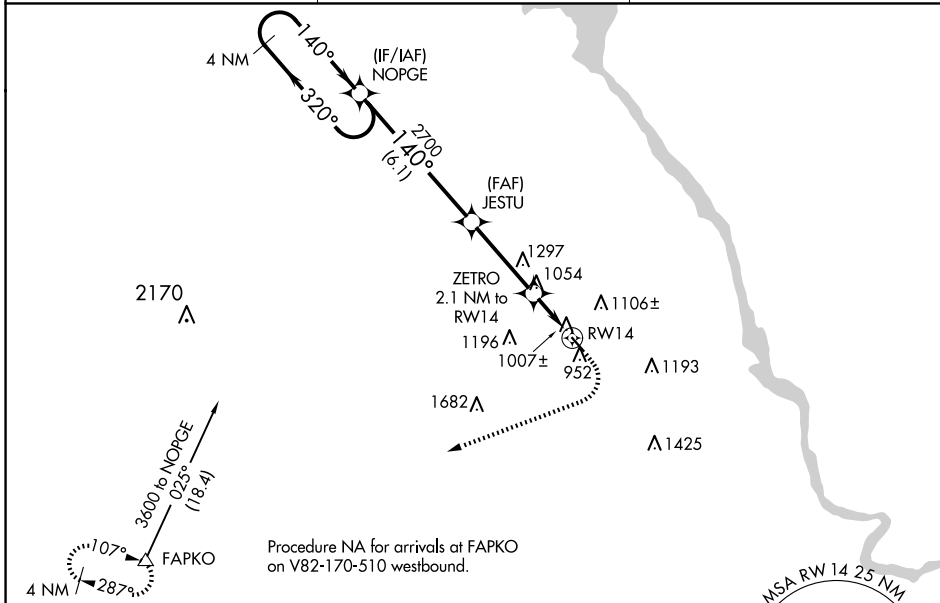 4 NM
140°
320°
(IF/IAF)
NOPGE
2700
140°
(6.1)
(FAF)
JESTU
1297
1054
ZETRO
2.1 NM to
RW14
1106±
RW14
1196
1007±
952
1193
2170
1682
1425
3600 to NOPGE
025°
(18.4)
107°
FAPKO
4 NM
287°
Procedure NA for arrivals at FAPKO
on V82-170-510 westbound.
MSA RW 14 25 NM